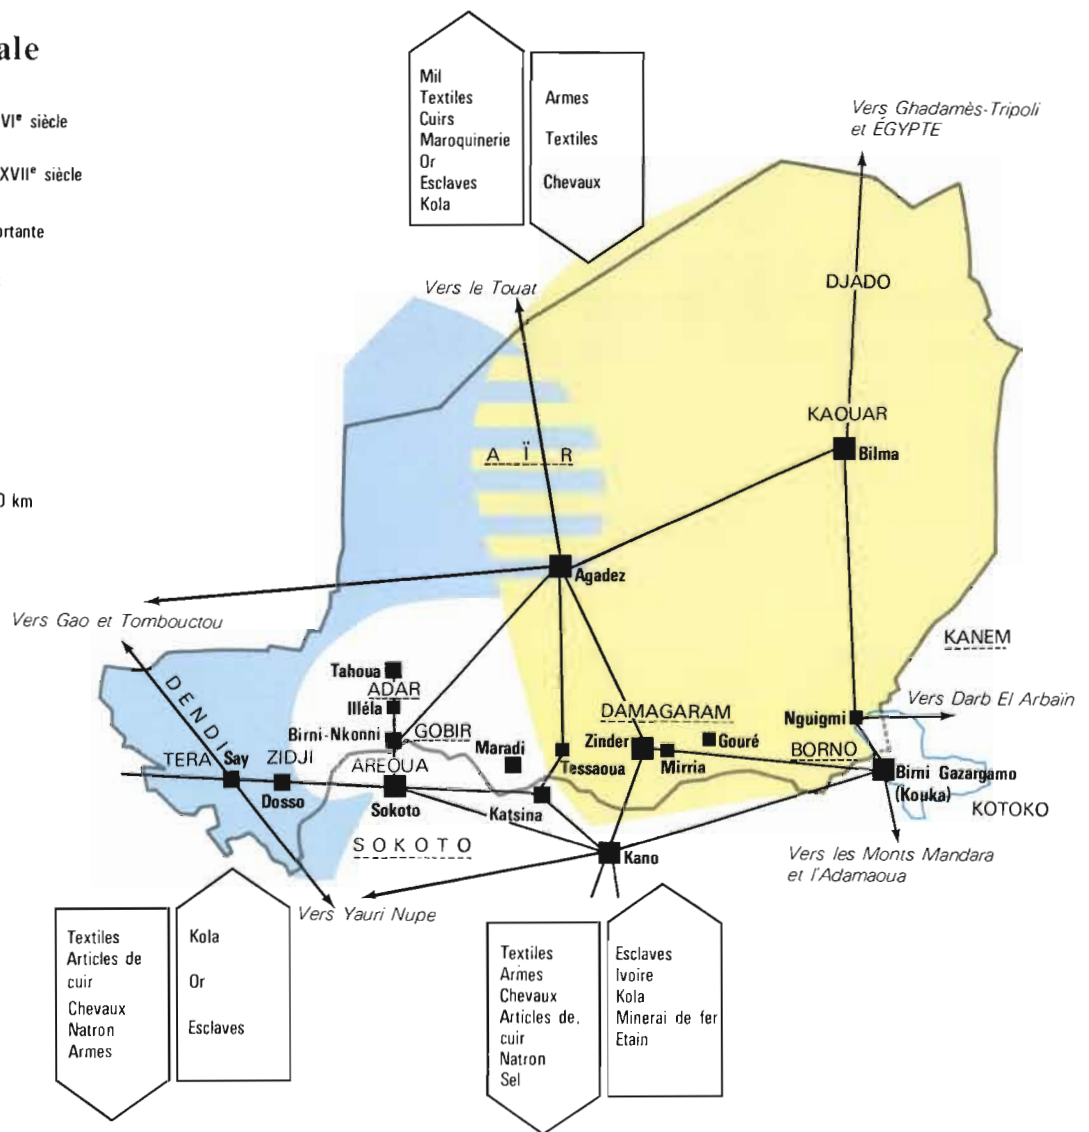 ale
VIe siècle
XVIIe siècle
ortante
0 km
Mil
Textiles
Cuirs
Maroquinerie
Or
Esclaves
Kola
Armes
Textiles
Chevaux
Vers Ghadamès-Tripoli
et ÉGYPTE
Vers le Touat
DJADO
KAOUAR
Bilma
AÏR
Agadez
Vers Gao et Tombouctou
KANEM
Tahoua
ADAR
Illéla
Birni-Nkonni
GOBIR
DAMAGARAM
Nguigmi
Vers Darb El Arbaïn
DENDI
TERA
ZIDJI
Say
Dosso
AREOUA
Sokoto
Maradi
Katsina
Tessaoua
Zinder
Mirria
Gouré
BORNO
Birni Gazargamo
(Kouka)
KOTOKO
SOKOTO
Kano
Vers les Monts Mandara
et l'Adamaoua
Vers Yauri Nupe
Textiles
Articles de
cuir
Chevaux
Natron
Armes
Kola
Or
Esclaves
Textiles
Armes
Chevaux
Articles de,
cuir
Natron
Sel
Esclaves
Ivoire
Kola
Minerai de fer
Etain